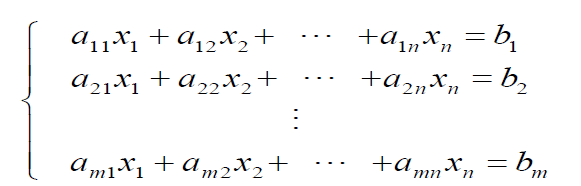 a₁₁x₁ + a₁₂x₂ + ⋯ + a₁ₙxₙ = b₁
a₂₁x₁ + a₂₂x₂ + ⋯ + a₂ₙxₙ = b₂
⋮
aₘ₁x₁ + aₘ₂x₂ + ⋯ + aₘₙxₙ = bₘ